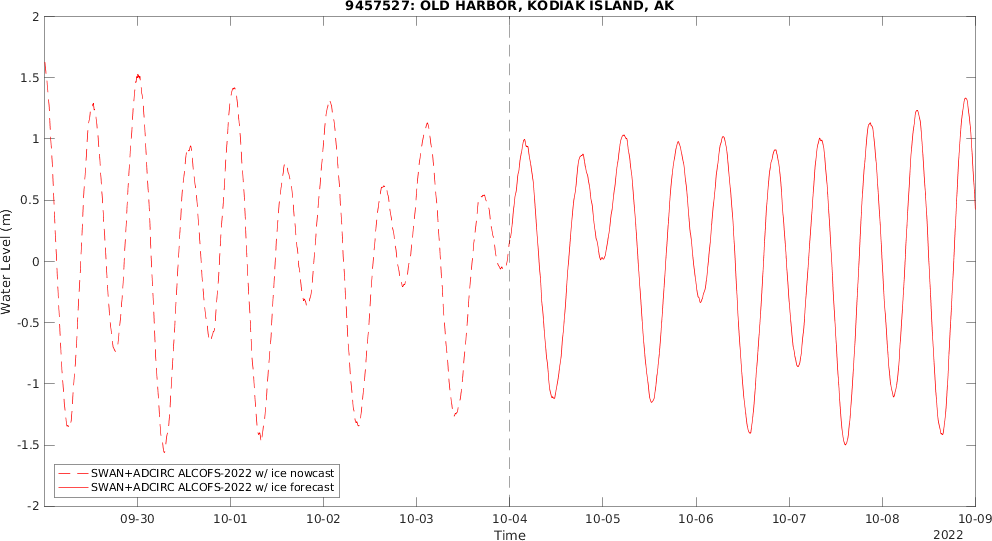 9457527: OLD HARBOR, KODIAK ISLAND, AK
2
1.5
1
0.5
0
-0.5
-1
-1.5
-2
Water Level (m)
SWAN+ADCIRC ALCOFS-2022 w/ ice nowcast
SWAN+ADCIRC ALCOFS-2022 w/ ice forecast
09-30 10-01 10-02 10-03 10-04 10-05 10-06 10-07 10-08 10-09
Time
2022